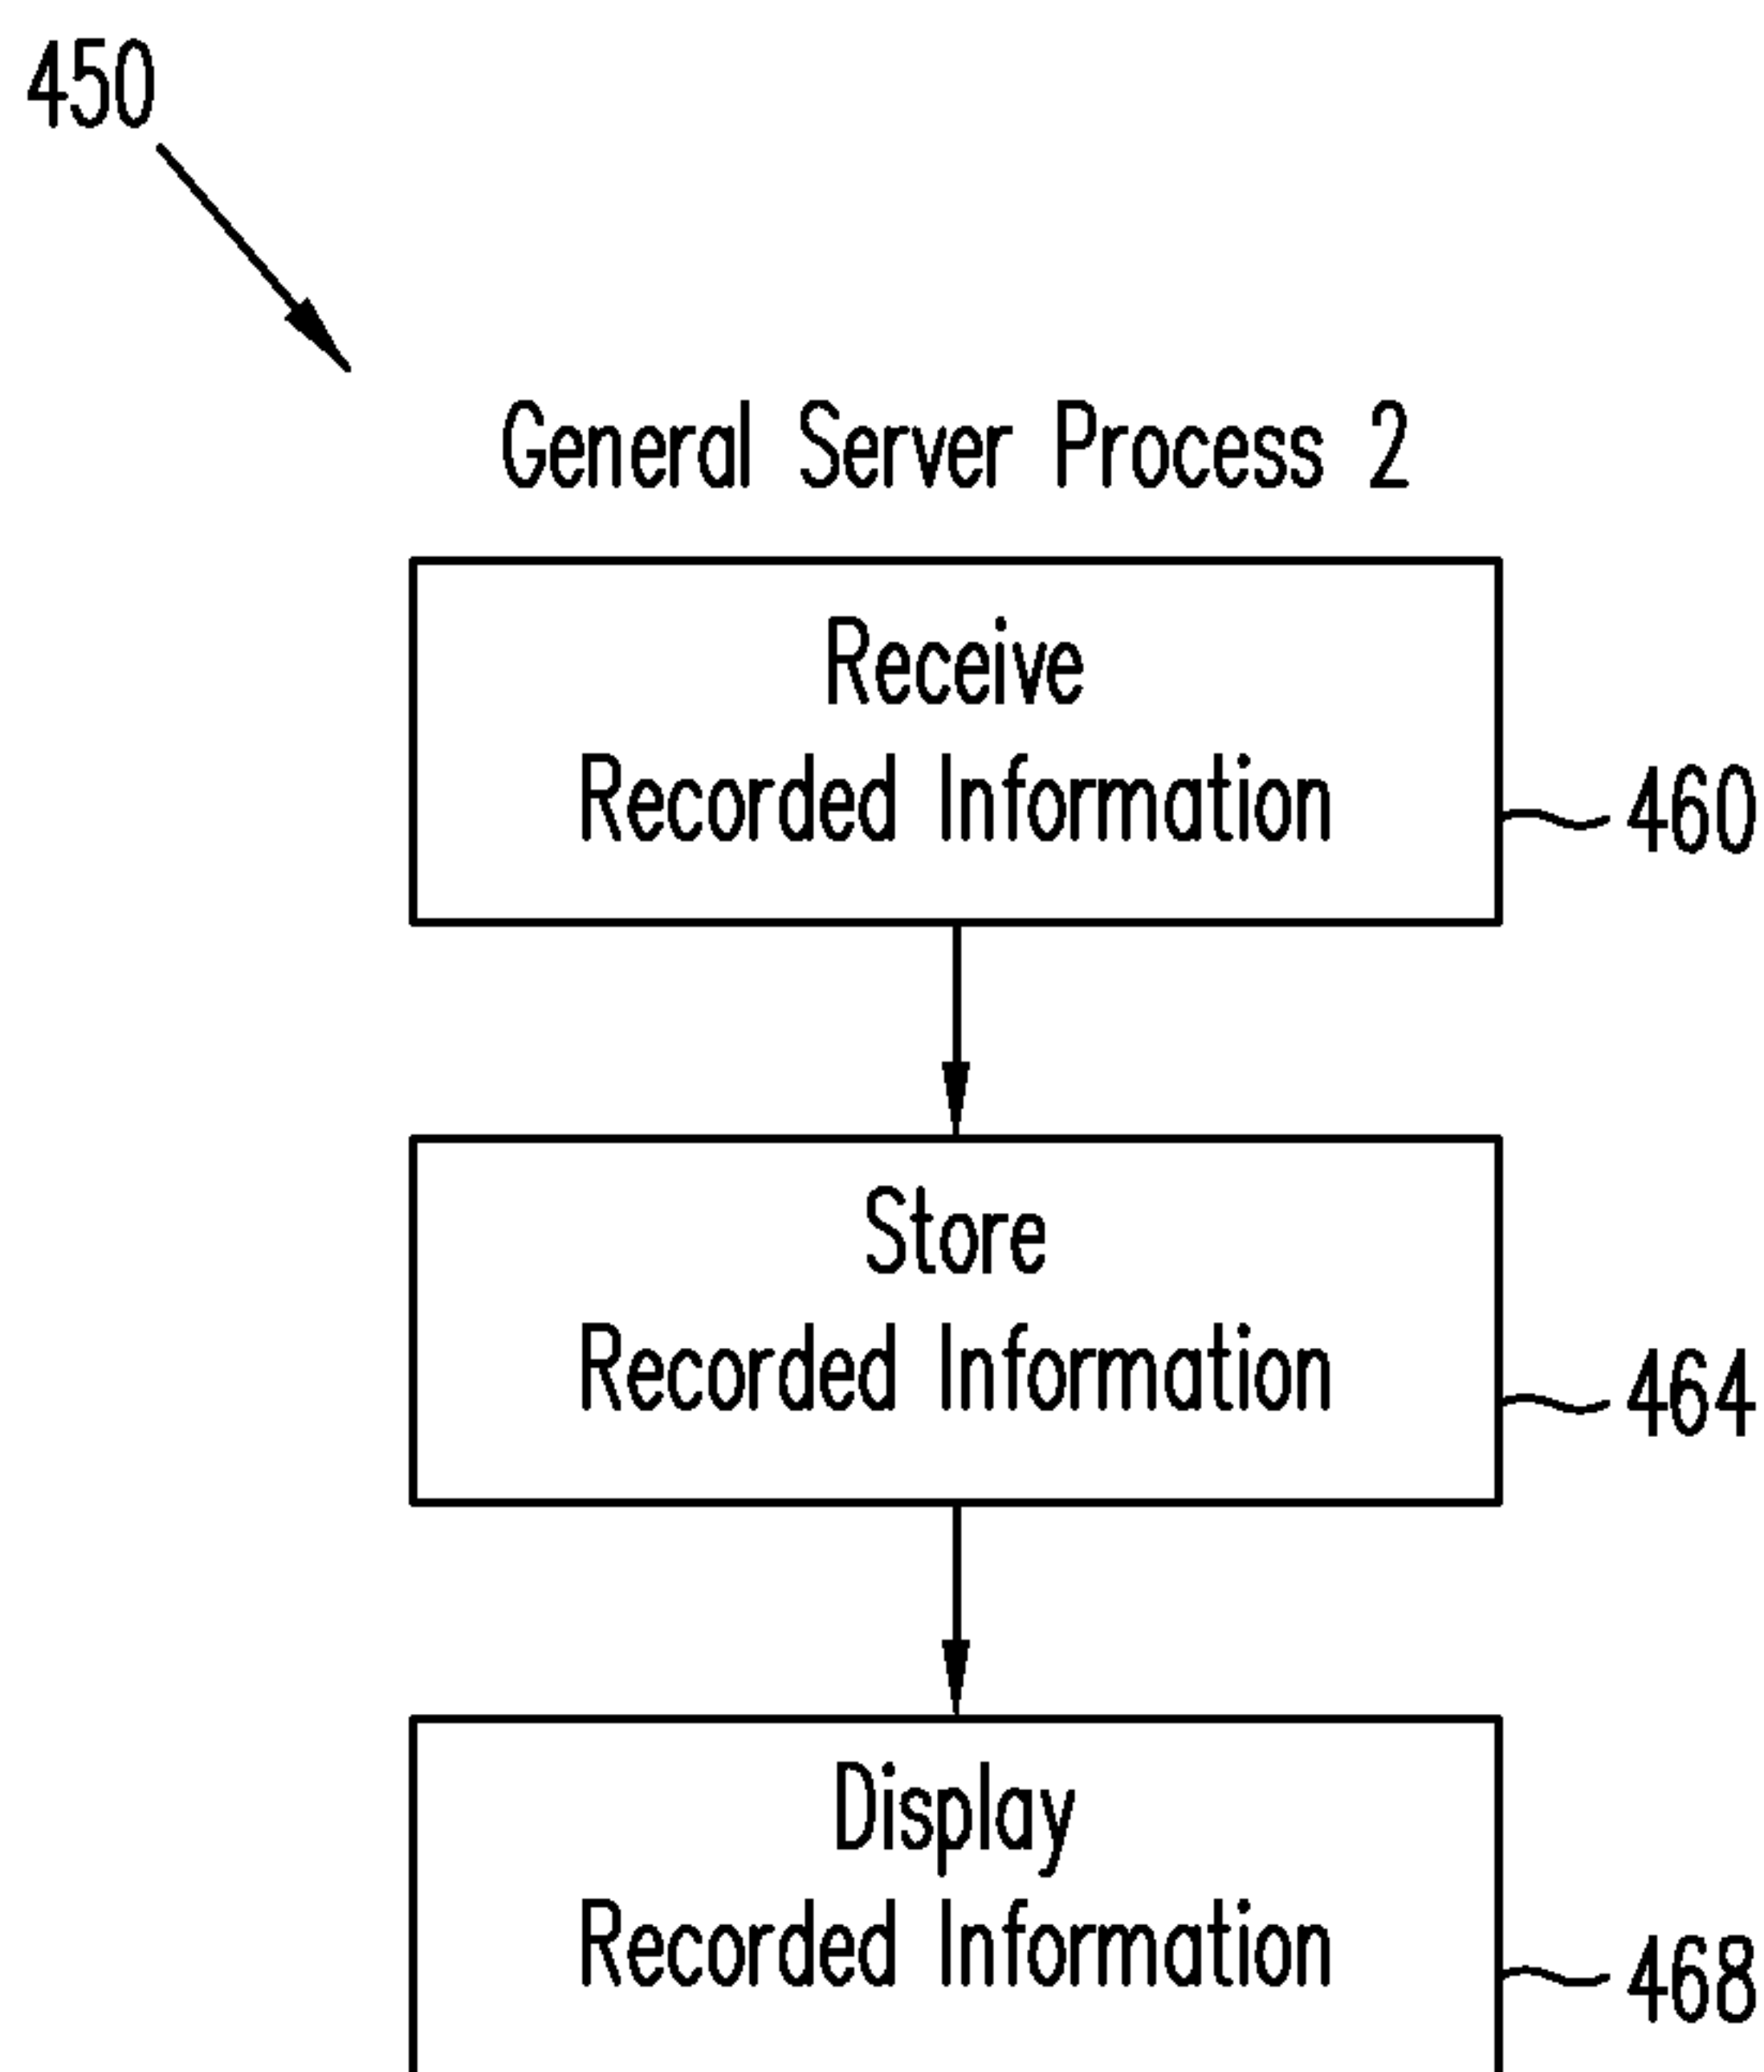 450
General Server Process 2
Receive
Recorded Information
460
Store
Recorded Information
464
Display
Recorded Information
468